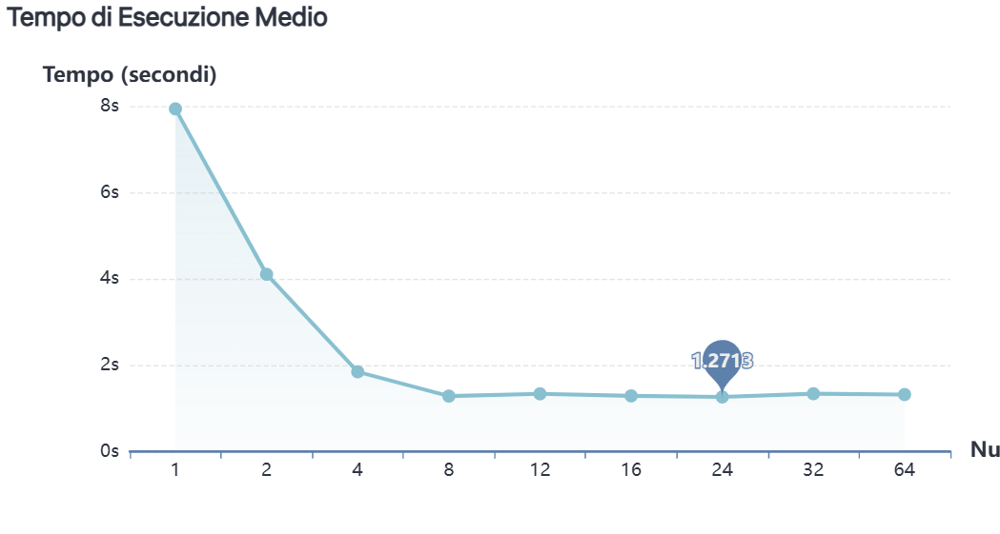 Tempo di Esecuzione Medio
Tempo (secondi)
8s
6s
4s
2s
1.2713
0s
Nu
1 2 4 8 12 16 24 32 64